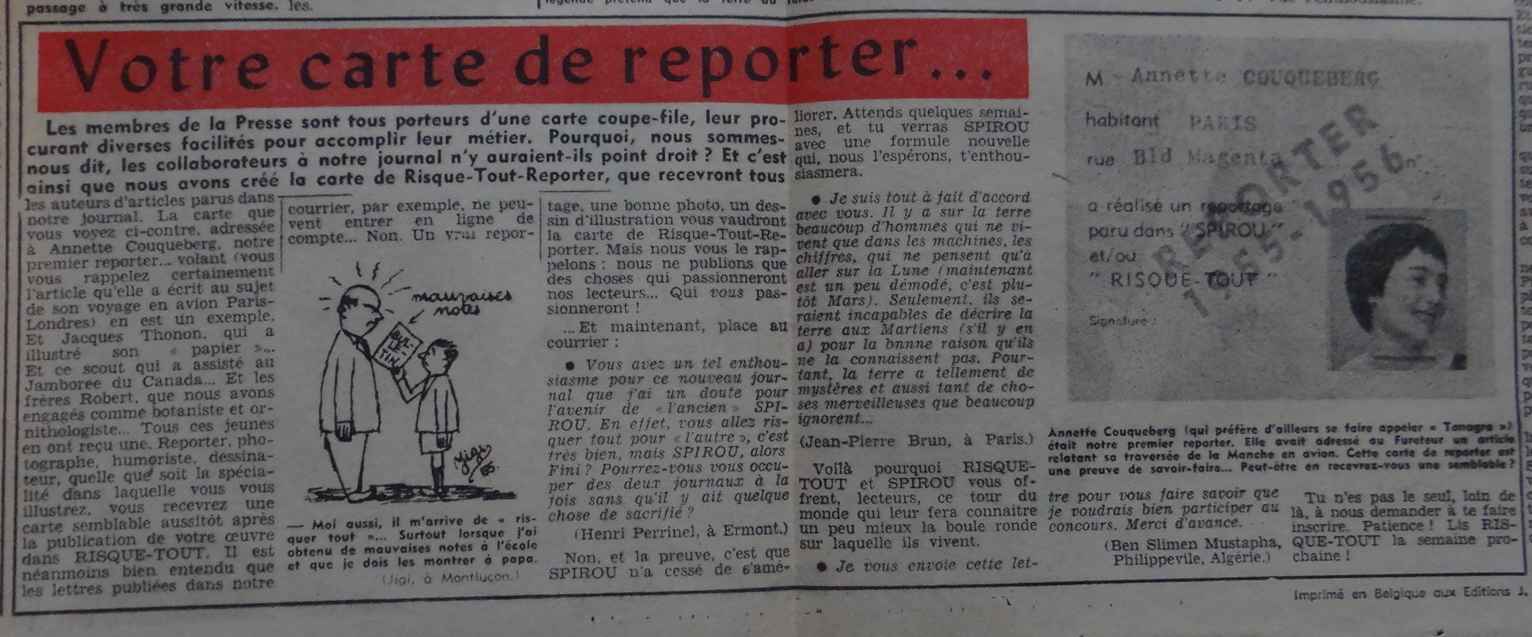 passage à très grande vitesse. les.
Votre carte de reporter...
Les membres de la Presse sont tous porteurs d'une carte coupe-file, leur pro-
curant diverses facilités pour accomplir leur métier. Pourquoi, nous sommes-
nous dit, les collaborateurs à notre journal n'y auraient-ils point droit ? Et c'est
ainsi que nous avons créé la carte de Risque-Tout-Reporter, que recevront tous
les auteurs d'articles parus dans
notre journal. La carte que
vous voyez ci-contre, adressée
à Annette Couqueberg, notre
premier reporter... volant (vous
vous rappelez certainement
l'article qu'elle a écrit au sujet
de son voyage en avion Paris-
Londres) en est un exemple.
Et Jacques Thonon, qui a
illustré son « papier »...
Et ce scout qui a assisté au
Jamboree du Canada... Et les
frères Robert, que nous avons
engagés comme botaniste et or-
nithologiste... Tous ces jeunes
en ont reçu une. Reporter, pho-
tographe, humoriste, dessina-
teur, quelle que soit la spécia-
lité dans laquelle vous vous
illustrez, vous recevrez une
carte semblable aussitôt après
la publication de votre œuvre
dans RISQUE-TOUT. Il est
néanmoins bien entendu que
les lettres publiées dans notre
courrier, par exemple, ne peu-
vent entrer en ligne de
compte... Non. Un vrai repor-
mauvaises
notes
BUL-
LE-
TIN
Jigi
55.
— Moi aussi, il m'arrive de « ris-
quer tout »... Surtout lorsque j'ai
obtenu de mauvaises notes à l'école
et que je dois les montrer à papa.
(Jigi, à Montluçon.)
tage, une bonne photo, un des-
sin d'illustration vous vaudront
la carte de Risque-Tout-Re-
porter. Mais nous vous le rap-
pelons : nous ne publions que
des choses qui passionneront
nos lecteurs... Qui vous pas-
sionneront !
...Et maintenant, place au
courrier :
● Vous avez un tel enthou-
siasme pour ce nouveau jour-
nal que j'ai un doute pour
l'avenir de « l'ancien » SPI-
ROU. En effet, vous allez ris-
quer tout pour « l'autre », c'est
très bien, mais SPIROU, alors
Fini ? Pourrez-vous vous occu-
per des deux journaux à la
fois sans qu'il y ait quelque
chose de sacrifié ?
(Henri Perrinel, à Ermont.)
Non, et la preuve, c'est que
SPIROU n'a cessé de s'amé-
liorer. Attends quelques semai-
nes, et tu verras SPIROU
avec une formule nouvelle
qui, nous l'espérons, t'enthou-
siasmera.
● Je suis tout à fait d'accord
avec vous. Il y a sur la terre
beaucoup d'hommes qui ne vi-
vent que dans les machines, les
chiffres, qui ne pensent qu'à
aller sur la Lune (maintenant
est un peu démodé, c'est plu-
tôt Mars). Seulement, ils se-
raient incapables de décrire la
terre aux Martiens (s'il y en
a) pour la bnnne raison qu'ils
ne la connaissent pas. Pour-
tant, la terre a tellement de
mystères et aussi tant de cho-
ses merveilleuses que beaucoup
ignorent...
(Jean-Pierre Brun, à Paris.)
Voilà pourquoi RISQUE-
TOUT et SPIROU vous of-
frent, lecteurs, ce tour du
monde qui leur fera connaître
un peu mieux la boule ronde
sur laquelle ils vivent.
● Je vous envoie cette let-
M Annette COUQUEBERG
habitant PARIS
rue Bld Magenta n°
a réalisé un reportage
paru dans " SPIROU "
et/ou
" RISQUE-TOUT "
Signature :
REPORTER
1955-1956
Annette Couqueberg (qui préfère d'ailleurs se faire appeler « Tanagra »)
était notre premier reporter. Elle avait adressé au Fureteur un article
relatant sa traversée de la Manche en avion. Cette carte de reporter est
une preuve de savoir-faire... Peut-être en recevrez-vous une semblable ?
tre pour vous faire savoir que
je voudrais bien participer au
concours. Merci d'avance.
(Ben Slimen Mustapha,
Philippevile, Algérie.)
Tu n'es pas le seul, loin de
là, à nous demander à te faire
inscrire. Patience ! Lis RIS-
QUE-TOUT la semaine pro-
chaine !
Imprimé en Belgique aux Editions J.